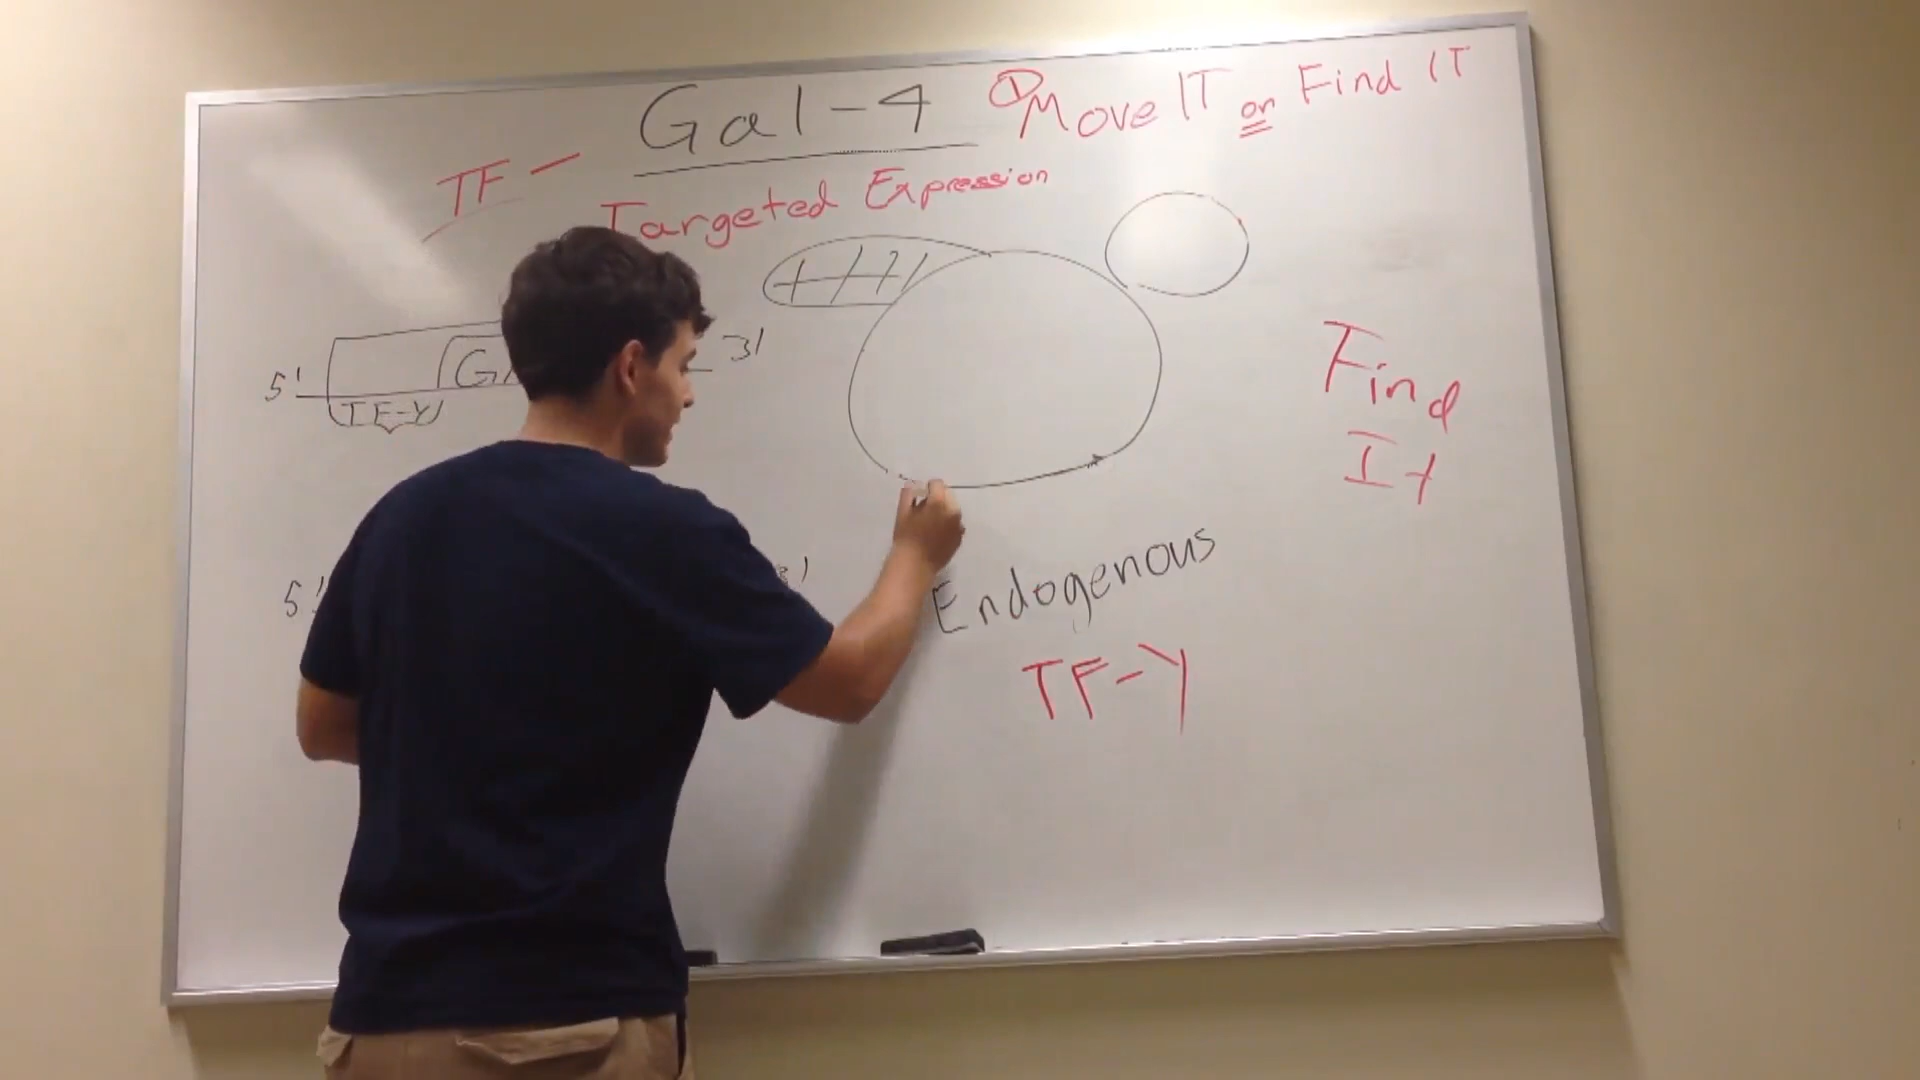 Gal-4 ① Move IT or Find IT
TF -
Targeted Expression
5' 3'
TF-Y
Find
It
5' 3'
Endogenous
TF-Y